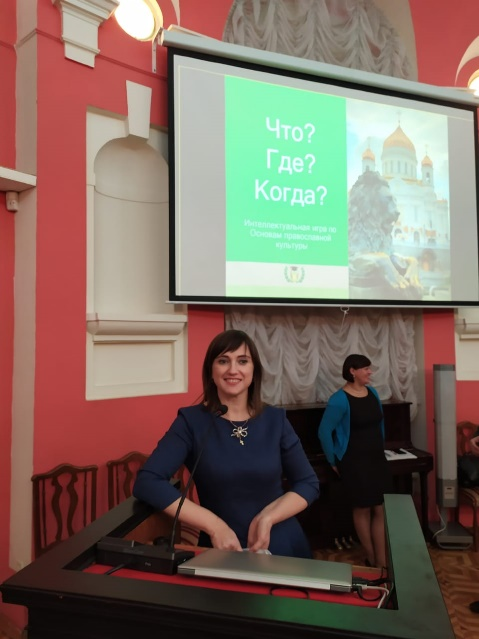 Что?
Где?
Когда?
Интеллектуальная игра по
Основам православной
культуры